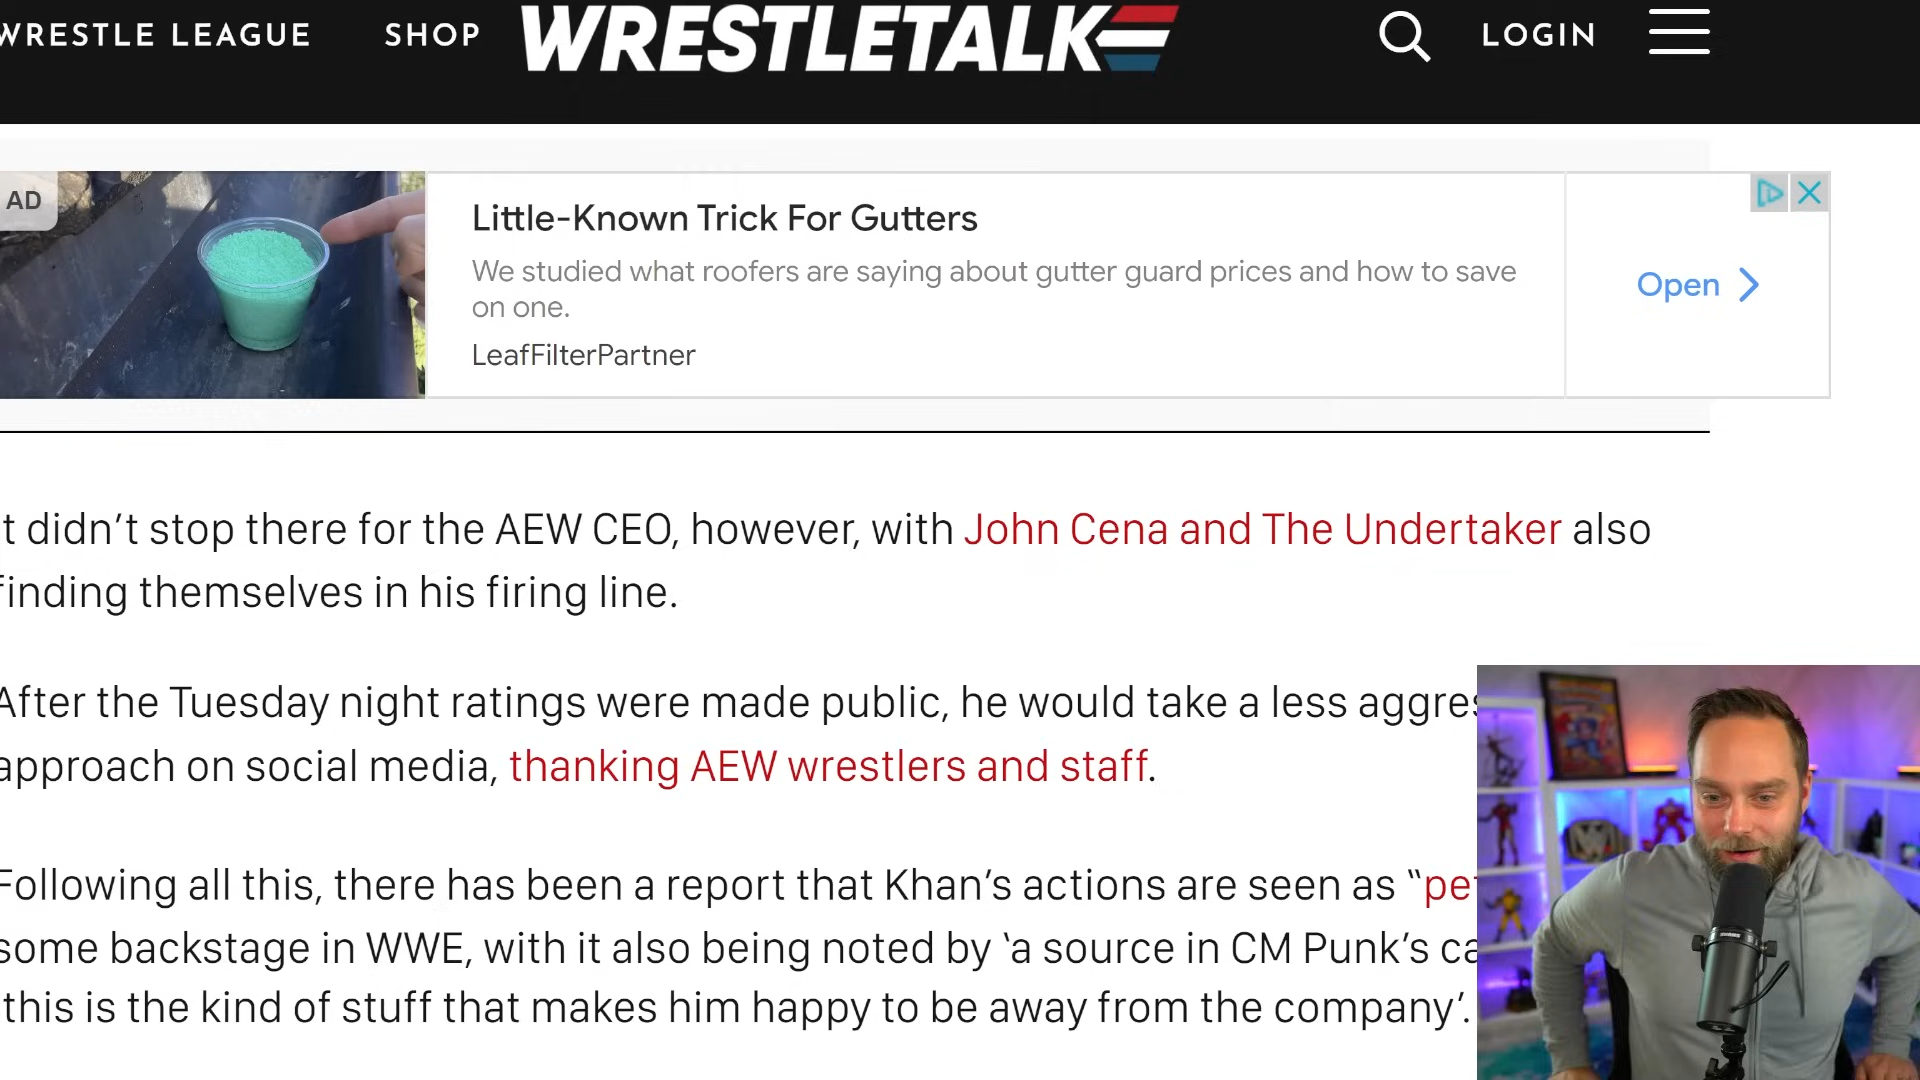 WRESTLE LEAGUE SHOP WRESTLETALK LOGIN
AD
Little-Known Trick For Gutters
We studied what roofers are saying about gutter guard prices and how to save
on one.
LeafFilterPartner
Open
t didn't stop there for the AEW CEO, however, with John Cena and The Undertaker also
finding themselves in his firing line.
After the Tuesday night ratings were made public, he would take a less aggres
approach on social media, thanking AEW wrestlers and staff.
Following all this, there has been a report that Khan's actions are seen as “pe
some backstage in WWE, with it also being noted by ‘a source in CM Punk's ca
this is the kind of stuff that makes him happy to be away from the company’.